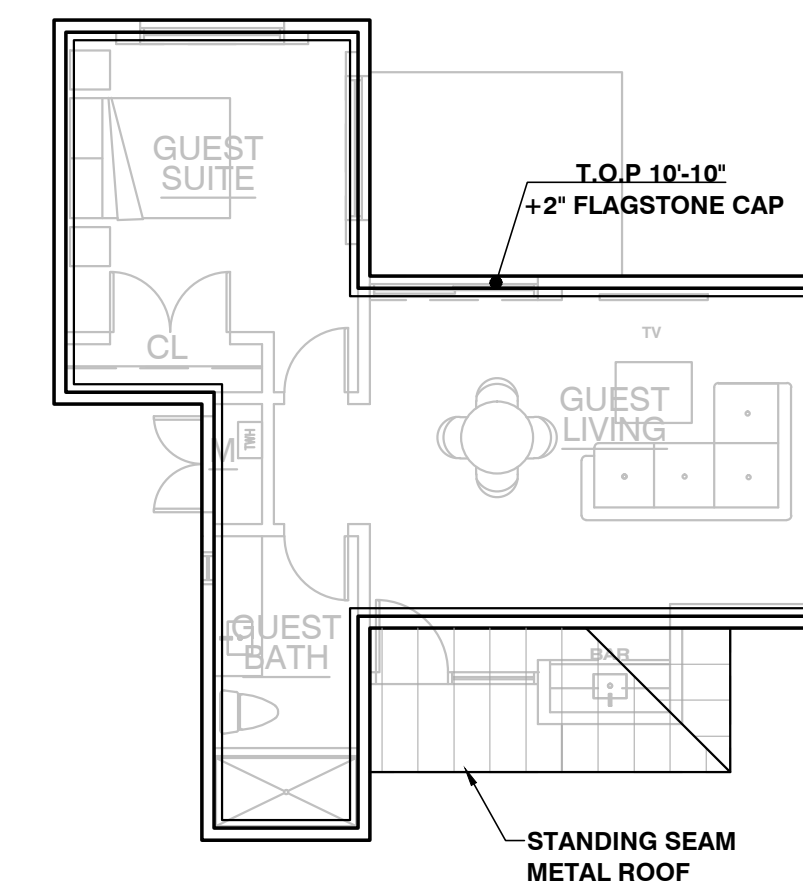 GUEST
SUITE
T.O.P 10'-10"
+2" FLAGSTONE CAP
CL
TV
GUEST
LIVING
M
TWH
GUEST
BATH
BAR
STANDING SEAM
METAL ROOF